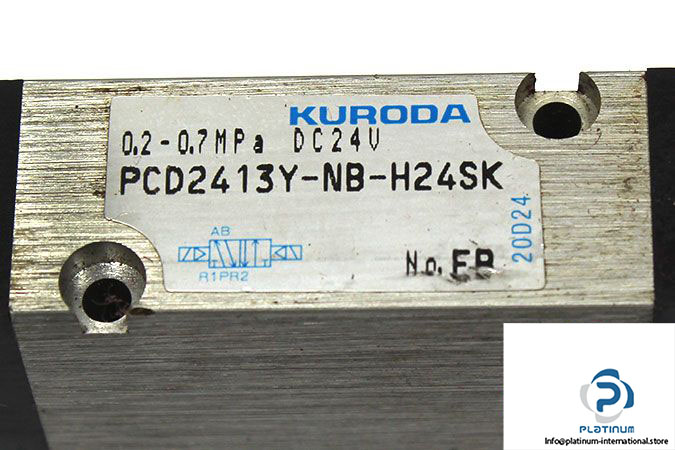 KURODA
0.2-0.7MPa DC24V
PCD2413Y-NB-H24SK
AB
R1PR2
No.FB
20D24
PLATINUM
Info@platinum-international.store